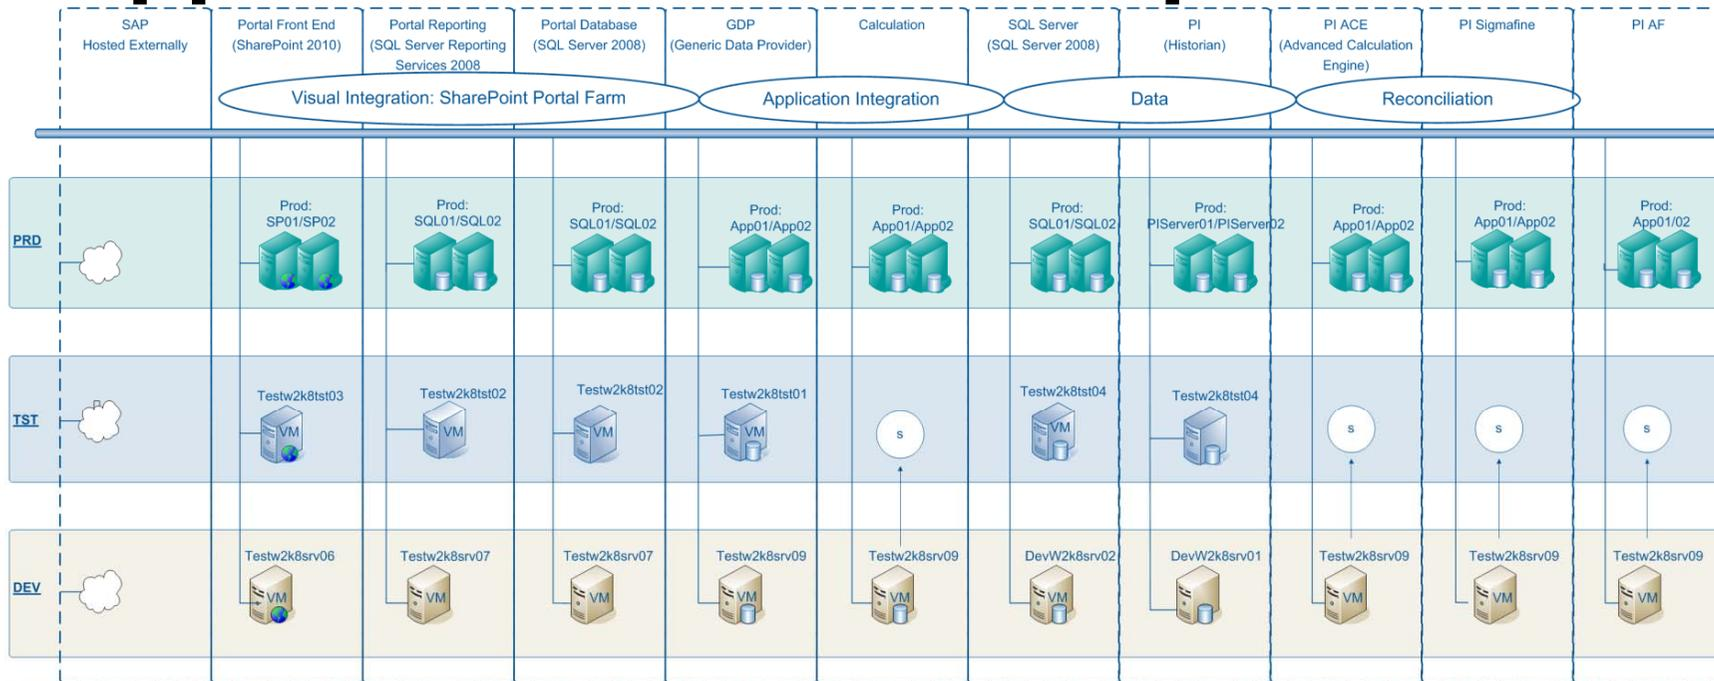 SAP
Hosted Externally
Portal Front End
(SharePoint 2010)
Portal Reporting
(SQL Server Reporting
Services 2008
Portal Database
(SQL Server 2008)
GDP
(Generic Data Provider)
Calculation
SQL Server
(SQL Server 2008)
PI
(Historian)
PI ACE
(Advanced Calculation
Engine)
PI Sigmafine
PI AF
Visual Integration: SharePoint Portal Farm
Application Integration
Data
Reconciliation
PRD
Prod:
SP01/SP02
Prod:
SQL01/SQL02
Prod:
SQL01/SQL02
Prod:
App01/App02
Prod:
App01/App02
Prod:
SQL01/SQL02
Prod:
PIServer01/PIServer02
Prod:
App01/App02
Prod:
App01/App02
Prod:
App01/02
TST
Testw2k8tst03
VM
Testw2k8tst02
VM
Testw2k8tst02
VM
Testw2k8tst01
VM
s
Testw2k8tst04
VM
Testw2k8tst04
s
s
s
DEV
Testw2k8srv06
VM
Testw2k8srv07
VM
Testw2k8srv07
VM
Testw2k8srv09
VM
Testw2k8srv09
VM
DevW2k8srv02
VM
DevW2k8srv01
Testw2k8srv09
VM
Testw2k8srv09
VM
Testw2k8srv09
VM